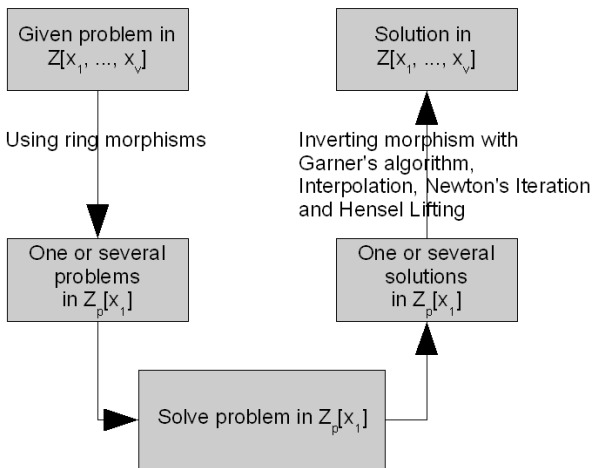 Given problem in
Z[x₁, ..., xᵥ]
Using ring morphisms
One or several
problems
in Zₚ[x₁]
Solve problem in Zₚ[x₁]
One or several
solutions
in Zₚ[x₁]
Inverting morphism with
Garner's algorithm,
Interpolation, Newton's Iteration
and Hensel Lifting
Solution in
Z[x₁, ..., xᵥ]